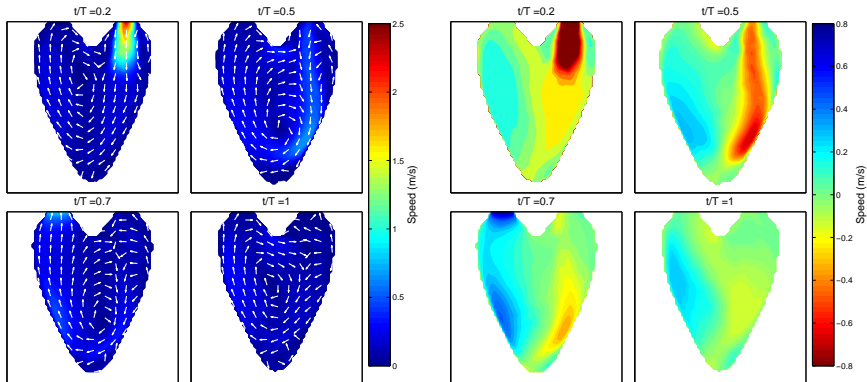 t/T =0.2
t/T =0.5
t/T =0.7
t/T =1
2.5
2
1.5
1
0.5
0
Speed (m/s)
t/T =0.2
t/T =0.5
t/T =0.7
t/T =1
0.8
0.6
0.4
0.2
0
−0.2
−0.4
−0.6
−0.8
Speed (m/s)